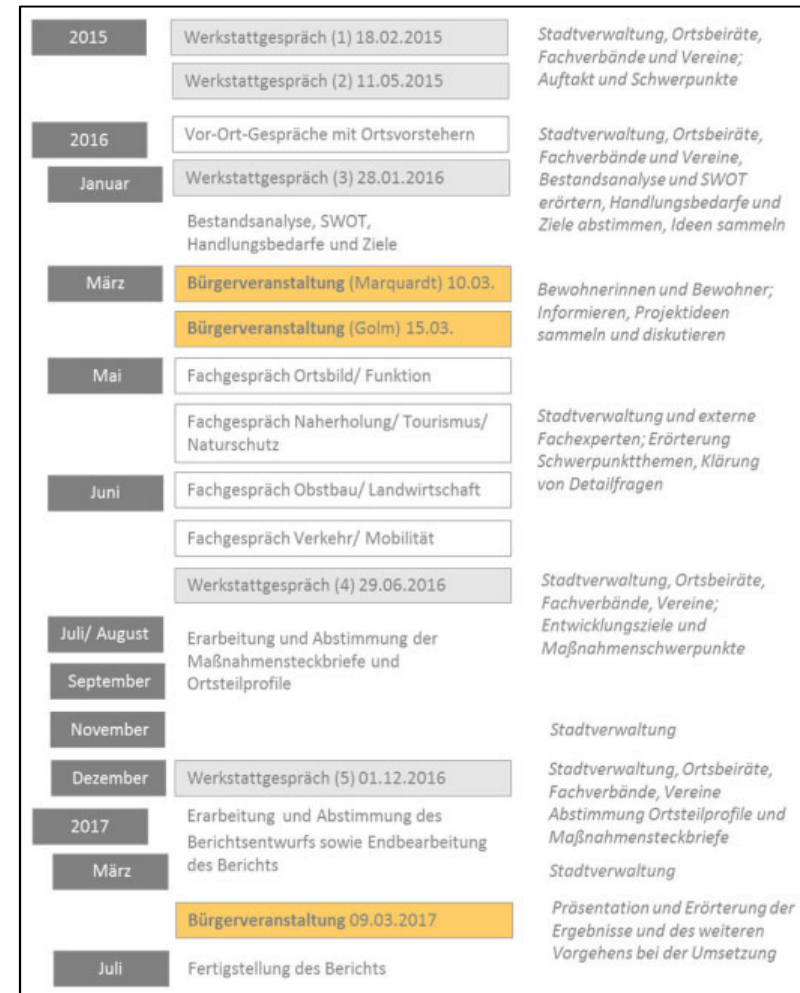 2015
Werkstattgespräch (1) 18.02.2015
Werkstattgespräch (2) 11.05.2015
Stadtverwaltung, Ortsbeiräte,
Fachverbände und Vereine;
Auftakt und Schwerpunkte
2016
Vor-Ort-Gespräche mit Ortsvorstehern
Januar
Werkstattgespräch (3) 28.01.2016
Bestandsanalyse, SWOT,
Handlungsbedarfe und Ziele
Stadtverwaltung, Ortsbeiräte,
Fachverbände und Vereine,
Bestandsanalyse und SWOT
erörtern, Handlungsbedarfe und
Ziele abstimmen, Ideen sammeln
März
Bürgerveranstaltung (Marquardt) 10.03.
Bürgerveranstaltung (Golm) 15.03.
Bewohnerinnen und Bewohner;
Informieren, Projektideen
sammeln und diskutieren
Mai
Fachgespräch Ortsbild/ Funktion
Fachgespräch Naherholung/ Tourismus/
Naturschutz
Juni
Fachgespräch Obstbau/ Landwirtschaft
Fachgespräch Verkehr/ Mobilität
Stadtverwaltung und externe
Fachexperten; Erörterung
Schwerpunktthemen, Klärung
von Detailfragen
Werkstattgespräch (4) 29.06.2016
Stadtverwaltung, Ortsbeiräte,
Fachverbände, Vereine;
Entwicklungsziele und
Maßnahmenschwerpunkte
Juli/ August
September
Erarbeitung und Abstimmung der
Maßnahmensteckbriefe und
Ortsteilprofile
November
Stadtverwaltung
Dezember
Werkstattgespräch (5) 01.12.2016
Stadtverwaltung, Ortsbeiräte,
Fachverbände, Vereine
Abstimmung Ortsteilprofile und
Maßnahmensteckbriefe
2017
Erarbeitung und Abstimmung des
Berichtsentwurfs sowie Endbearbeitung
des Berichts
März
Stadtverwaltung
Bürgerveranstaltung 09.03.2017
Präsentation und Erörterung der
Ergebnisse und des weiteren
Vorgehens bei der Umsetzung
Juli
Fertigstellung des Berichts